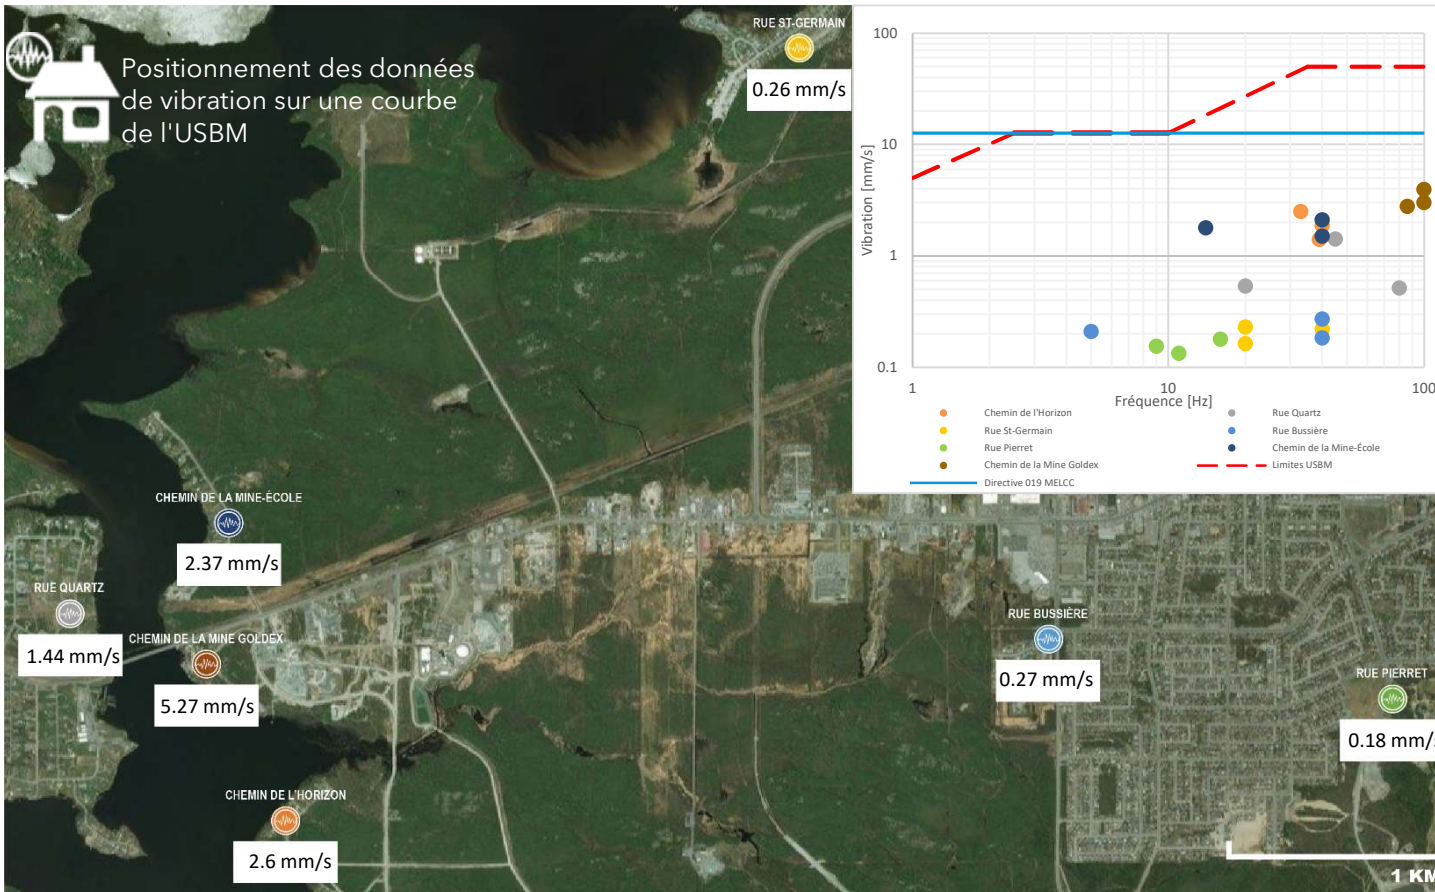 Positionnement des données
de vibration sur une courbe
de l'USBM
RUE ST-GERMAIN
0.26 mm/s
CHEMIN DE LA MINE-ÉCOLE
2.37 mm/s
RUE QUARTZ
1.44 mm/s
CHEMIN DE LA MINE GOLDEX
5.27 mm/s
CHEMIN DE L'HORIZON
2.6 mm/s
RUE BUSSIÈRE
0.27 mm/s
RUE PIERRET
0.18 mm/s
1 KM
Vibration [mm/s]
100
10
1
0.1
1
10
100
Fréquence [Hz]
Chemin de l'Horizon
Rue Quartz
Rue St-Germain
Rue Bussière
Rue Pierret
Chemin de la Mine-École
Chemin de la Mine Goldex
Limites USBM
Directive 019 MELCC